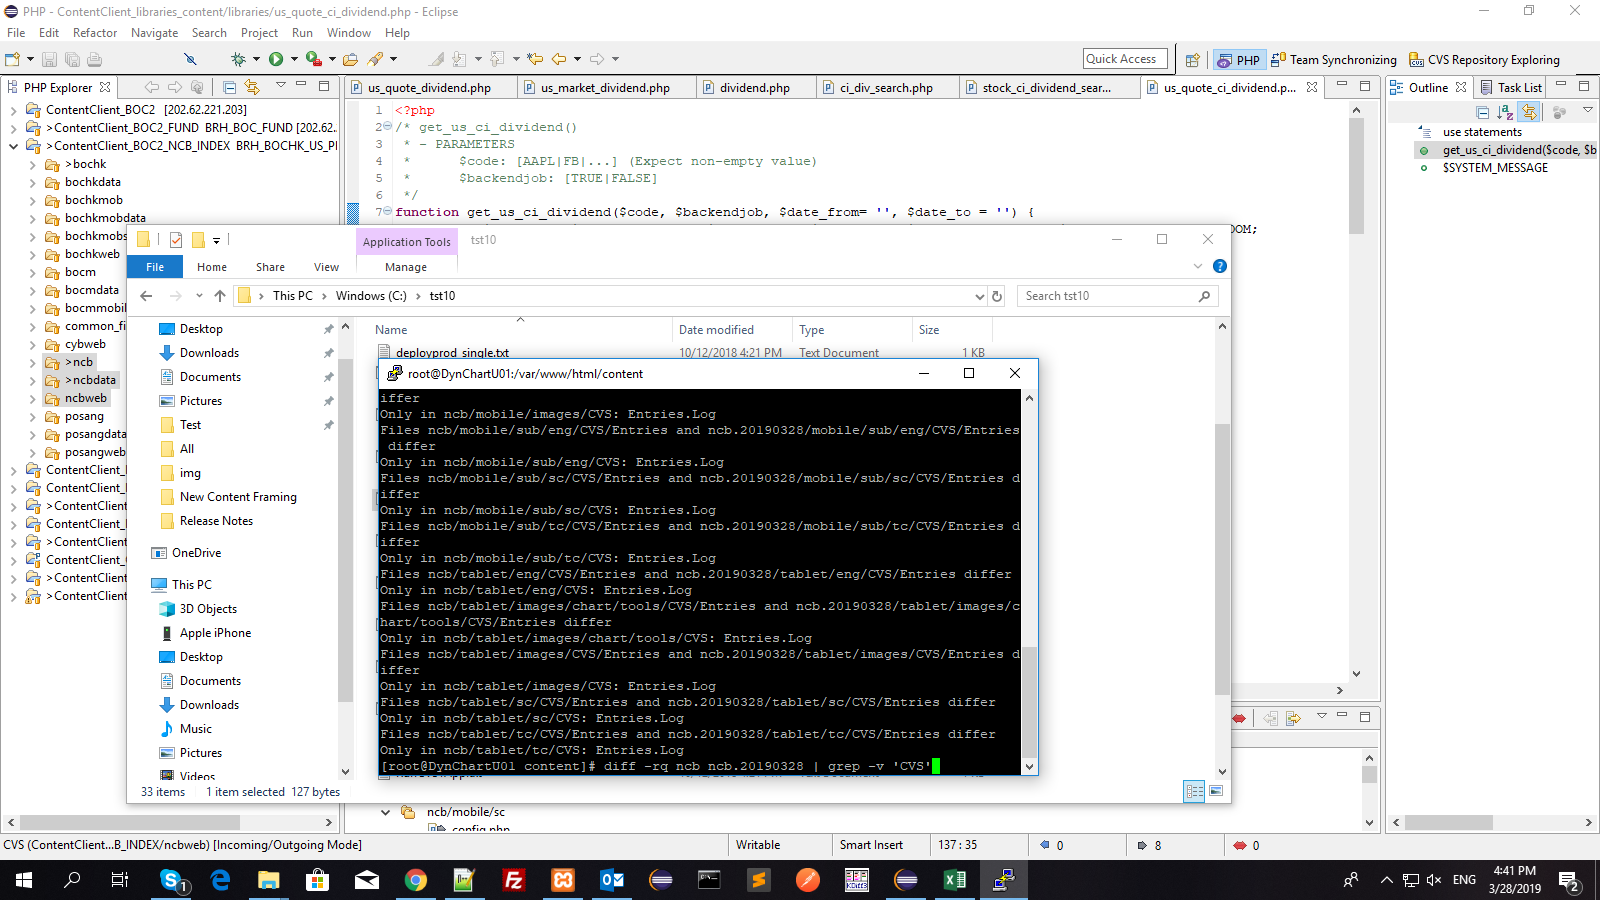 PHP - ContentClient_libraries_content/libraries/us_quote_ci_dividend.php - Eclipse
File Edit Refactor Navigate Search Project Run Window Help
Quick Access
PHP
Team Synchronizing
CVS Repository Exploring
PHP Explorer
us_quote_dividend.php
us_market_dividend.php
dividend.php
ci_div_search.php
stock_ci_dividend_sear...
us_quote_ci_dividend.p...
Outline
Task List
ContentClient_BOC2 [202.62.221.203]
>ContentClient_BOC2_FUND BRH_BOC_FUND [202.62.
>ContentClient_BOC2_NCB_INDEX BRH_BOCHK_US_PI
>bochk
bochkdata
bochkmob
bochkmobdata
bochkmobs
bochkweb
bocm
bocmdata
bocmmobil
common_fi
cybweb
>ncb
>ncbdata
ncbweb
posang
posangdata
posangweb
ContentClient_
ContentClient_
>ContentClient
ContentClient_
>ContentClient
ContentClient_
>ContentClient
>ContentClient
1 <?php
2 /* get_us_ci_dividend()
3 * - PARAMETERS
4 * $code: [AAPL|FB|...] (Expect non-empty value)
5 * $backendjob: [TRUE|FALSE]
6 */
7 function get_us_ci_dividend($code, $backendjob, $date_from= '', $date_to = '') {
DOM;
use statements
get_us_ci_dividend($code, $b
$SYSTEM_MESSAGE
Application Tools
tst10
File Home Share View Manage
This PC > Windows (C:) > tst10
Search tst10
Desktop
Downloads
Documents
Pictures
Test
All
img
New Content Framing
Release Notes
OneDrive
This PC
3D Objects
Apple iPhone
Desktop
Documents
Downloads
Music
Pictures
Videos
Name Date modified Type Size
deployprod_single.txt 10/12/2018 4:21 PM Text Document 1 KB
root@DynChartU01:/var/www/html/content
iffer
Only in ncb/mobile/images/CVS: Entries.Log
Files ncb/mobile/sub/eng/CVS/Entries and ncb.20190328/mobile/sub/eng/CVS/Entries
differ
Only in ncb/mobile/sub/eng/CVS: Entries.Log
Files ncb/mobile/sub/sc/CVS/Entries and ncb.20190328/mobile/sub/sc/CVS/Entries d
iffer
Only in ncb/mobile/sub/sc/CVS: Entries.Log
Files ncb/mobile/sub/tc/CVS/Entries and ncb.20190328/mobile/sub/tc/CVS/Entries d
iffer
Only in ncb/mobile/sub/tc/CVS: Entries.Log
Files ncb/tablet/eng/CVS/Entries and ncb.20190328/tablet/eng/CVS/Entries differ
Only in ncb/tablet/eng/CVS: Entries.Log
Files ncb/tablet/images/chart/tools/CVS/Entries and ncb.20190328/tablet/images/c
hart/tools/CVS/Entries differ
Only in ncb/tablet/images/chart/tools/CVS: Entries.Log
Files ncb/tablet/images/CVS/Entries and ncb.20190328/tablet/images/CVS/Entries d
iffer
Only in ncb/tablet/images/CVS: Entries.Log
Files ncb/tablet/sc/CVS/Entries and ncb.20190328/tablet/sc/CVS/Entries differ
Only in ncb/tablet/sc/CVS: Entries.Log
Files ncb/tablet/tc/CVS/Entries and ncb.20190328/tablet/tc/CVS/Entries differ
Only in ncb/tablet/tc/CVS: Entries.Log
[root@DynChartU01 content]# diff -rq ncb ncb.20190328 | grep -v 'CVS'
33 items 1 item selected 127 bytes
ncb/mobile/sc
config.php
CVS (ContentClient...B_INDEX/ncbweb) [Incoming/Outgoing Mode]
Writable
Smart Insert
137 : 35
0
8
0
1
KDiff3
ENG
4:41 PM
3/28/2019
2